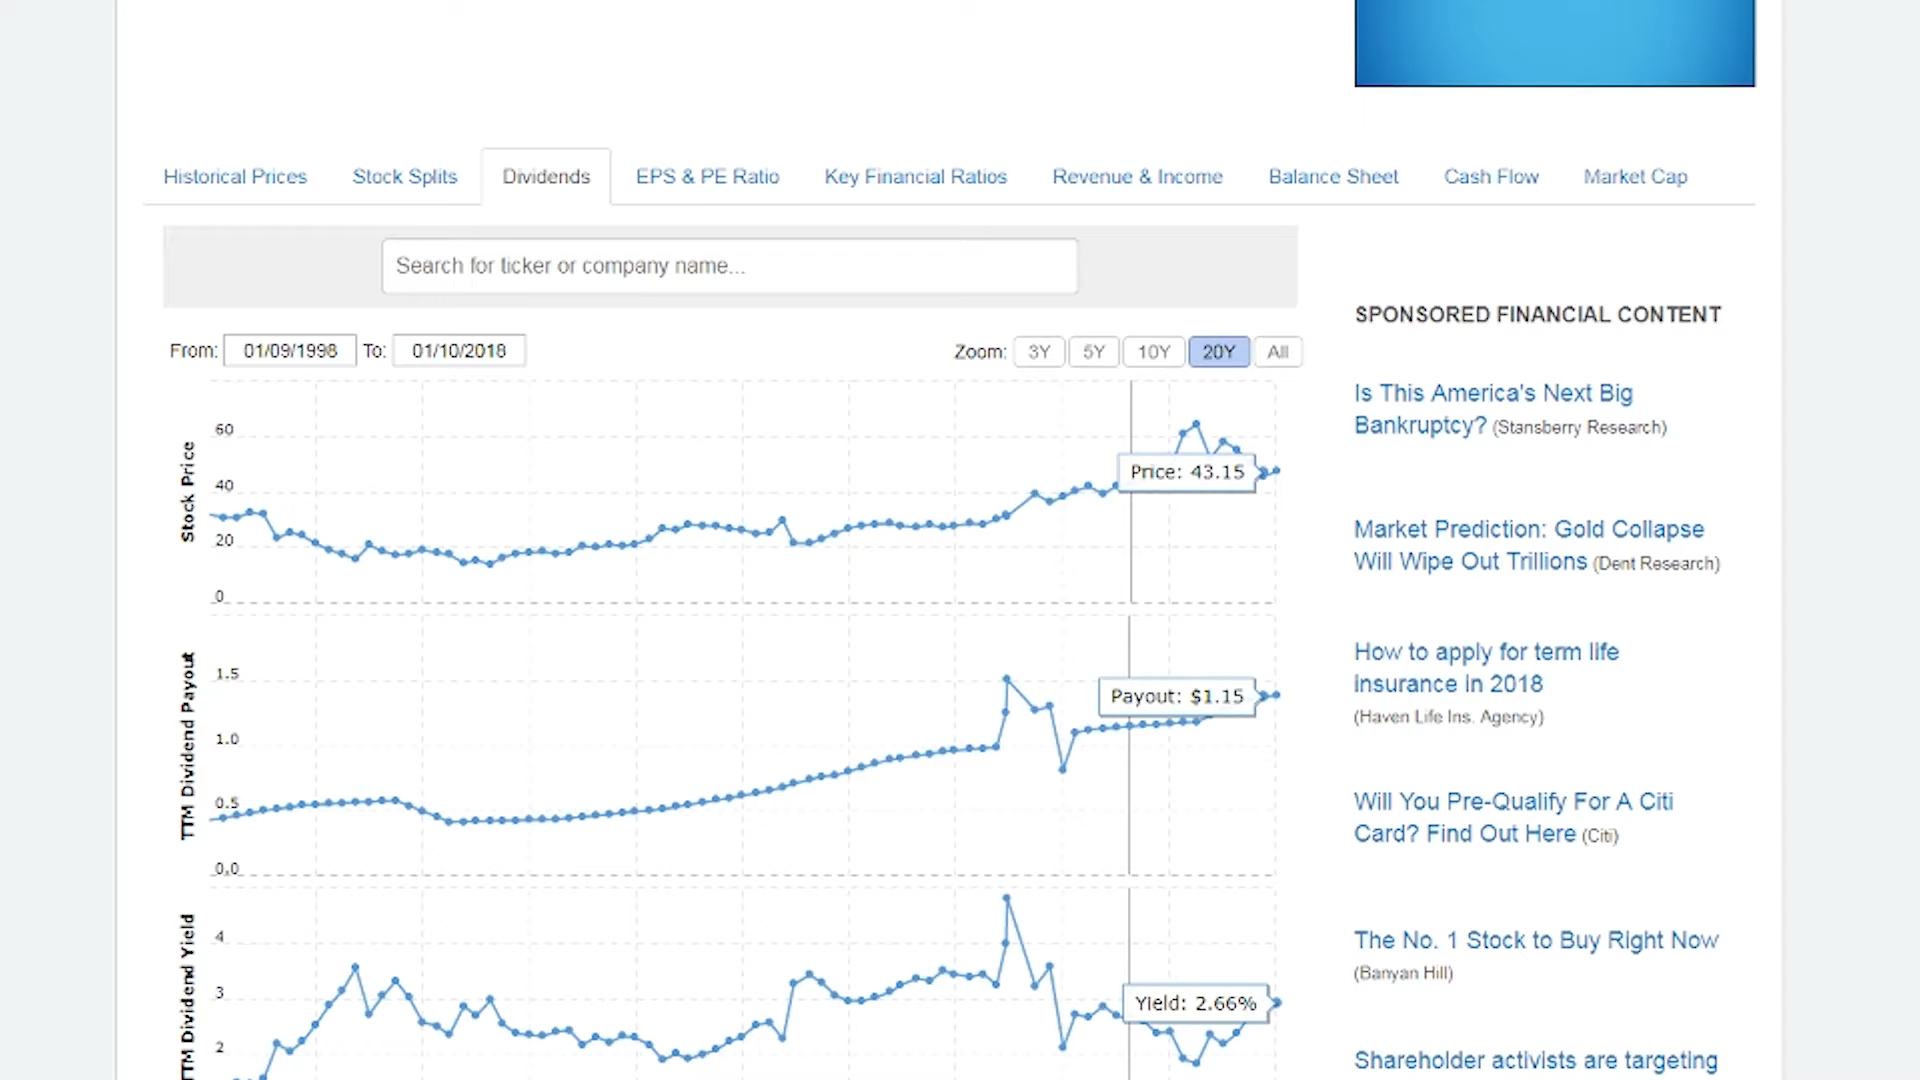 Historical Prices Stock Splits Dividends EPS & PE Ratio Key Financial Ratios Revenue & Income Balance Sheet Cash Flow Market Cap
Search for ticker or company name...
From: 01/09/1998 To: 01/10/2018 Zoom: 3Y 5Y 10Y 20Y All
Stock Price
60
40
20
0
Price: 43.15
TTM Dividend Payout
1.5
1.0
0.5
0.0
Payout: $1.15
TTM Dividend Yield
4
3
2
Yield: 2.66%
SPONSORED FINANCIAL CONTENT
Is This America's Next Big
Bankruptcy? (Stansberry Research)
Market Prediction: Gold Collapse
Will Wipe Out Trillions (Dent Research)
How to apply for term life
insurance in 2018
(Haven Life Ins. Agency)
Will You Pre-Qualify For A Citi
Card? Find Out Here (Citi)
The No. 1 Stock to Buy Right Now
(Banyan Hill)
Shareholder activists are targeting